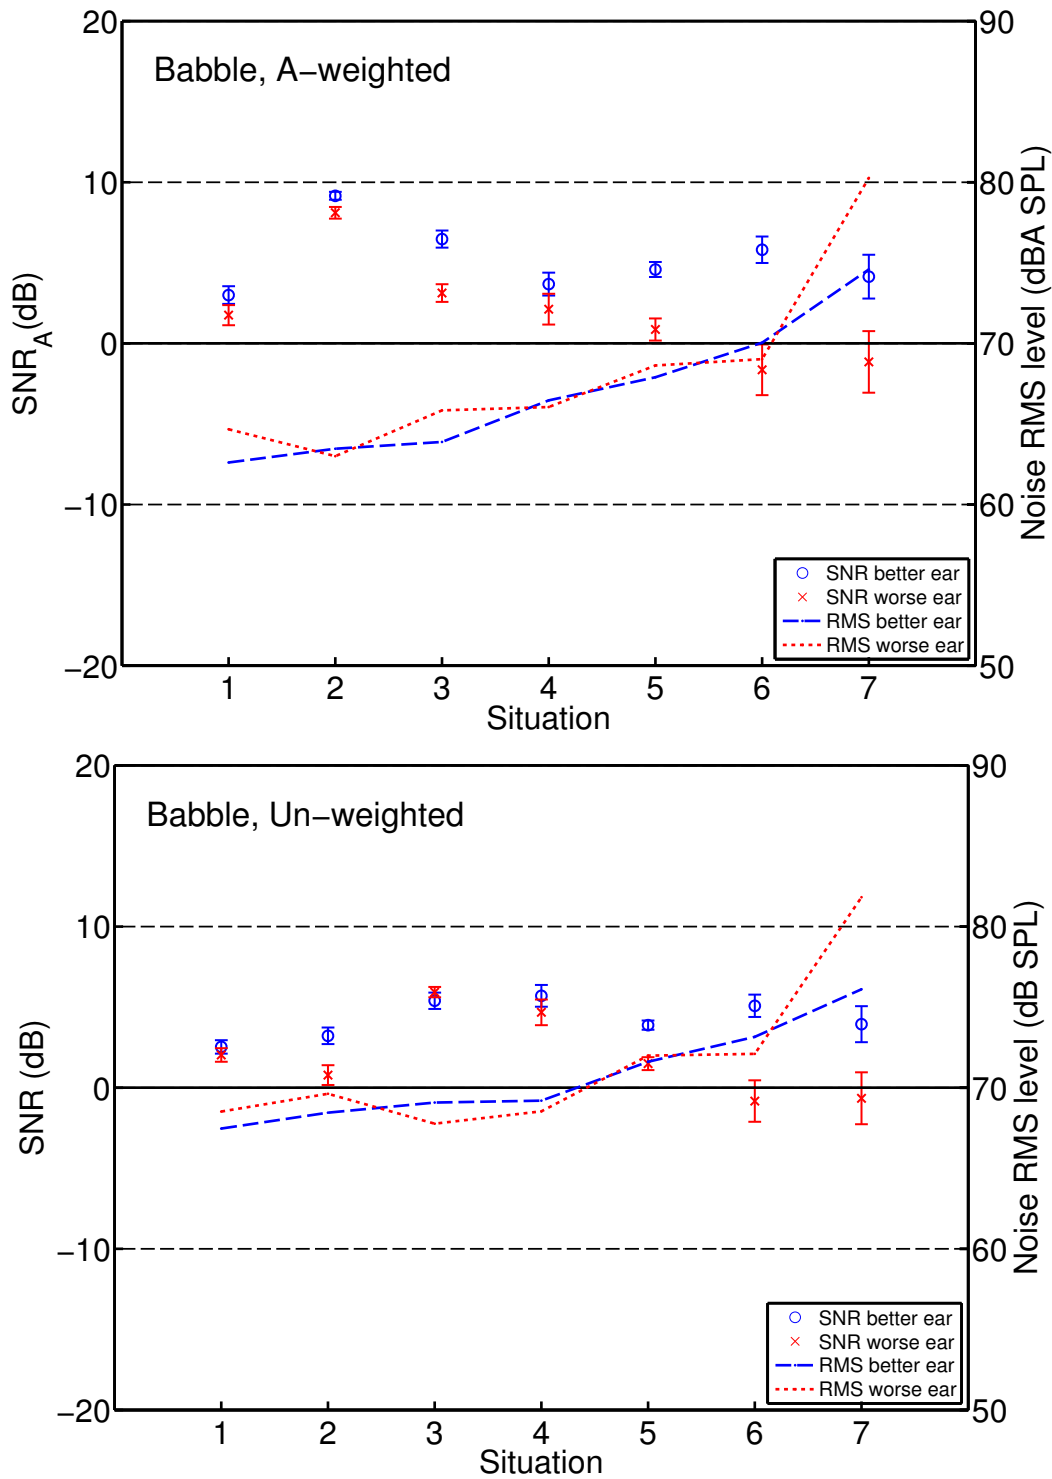 Babble, A−weighted
20
10
0
−10
−20
SNR_A (dB)
90
80
70
60
50
Noise RMS level (dBA SPL)
SNR better ear
SNR worse ear
RMS better ear
RMS worse ear
1 2 3 4 5 6 7
Situation
Babble, Un−weighted
20
10
0
−10
−20
SNR (dB)
90
80
70
60
50
Noise RMS level (dB SPL)
SNR better ear
SNR worse ear
RMS better ear
RMS worse ear
1 2 3 4 5 6 7
Situation